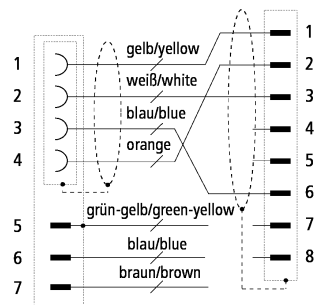 gelb/yellow
1
1
weiß/white
2
2
blau/blue
3
3
orange
4
4
5
6
grün-gelb/green-yellow
5
7
blau/blue
6
8
braun/brown
7